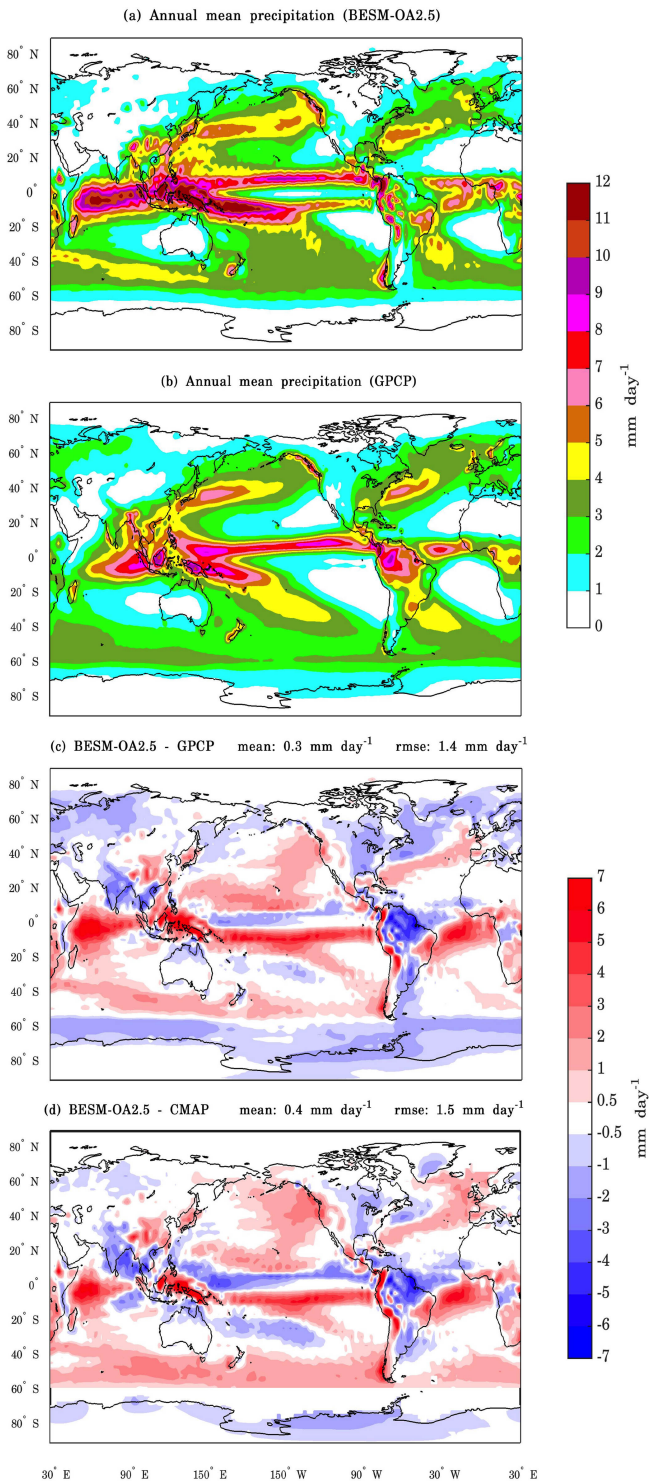 (a) Annual mean precipitation (BESM-OA2.5)
80° N
60° N
40° N
20° N
0°
20° S
40° S
60° S
80° S
(b) Annual mean precipitation (GPCP)
80° N
60° N
40° N
20° N
0°
20° S
40° S
60° S
80° S
12
11
10
9
8
7
6
5
4
3
2
1
0
mm day⁻¹
(c) BESM-OA2.5 - GPCP mean: 0.3 mm day⁻¹ rmse: 1.4 mm day⁻¹
80° N
60° N
40° N
20° N
0°
20° S
40° S
60° S
80° S
(d) BESM-OA2.5 - CMAP mean: 0.4 mm day⁻¹ rmse: 1.5 mm day⁻¹
80° N
60° N
40° N
20° N
0°
20° S
40° S
60° S
80° S
30° E 90° E 150° E 150° W 90° W 30° W 30° E
7
6
5
4
3
2
1
0.5
-0.5
-1
-2
-3
-4
-5
-6
-7
mm day⁻¹